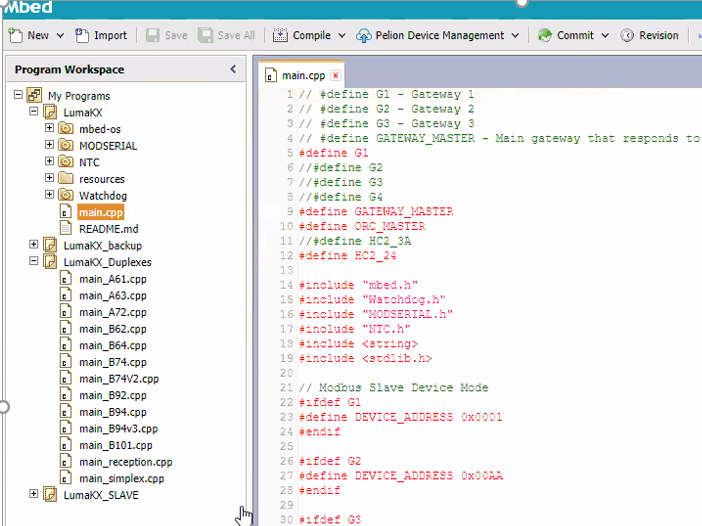 Mbed
New Import Save Save All Compile Pelion Device Management Commit Revision
Program Workspace
My Programs
LumaKX
mbed-os
MODSERIAL
NTC
resources
Watchdog
main.cpp
README.md
LumaKX_backup
LumaKX_Duplexes
main_A61.cpp
main_A63.cpp
main_A72.cpp
main_B62.cpp
main_B64.cpp
main_B74.cpp
main_B74V2.cpp
main_B92.cpp
main_B94.cpp
main_B94v3.cpp
main_B101.cpp
main_reception.cpp
main_simplex.cpp
LumaKX_SLAVE
main.cpp
1 // #define G1 - Gateway 1
2 // #define G2 - Gateway 2
3 // #define G3 - Gateway 3
4 // #define GATEWAY_MASTER - Main gateway that responds to
5 #define G1
6 //#define G2
7 //#define G3
8 //#define G4
9 #define GATEWAY_MASTER
10 #define ORC_MASTER
11 //#define HC2_3A
12 #define HC2_24
13
14 #include "mbed.h"
15 #include "Watchdog.h"
16 #include "MODSERIAL.h"
17 #include "NTC.h"
18 #include <string>
19 #include <stdlib.h>
20
21 // Modbus Slave Device Mode
22 #ifdef G1
23 #define DEVICE_ADDRESS 0x0001
24 #endif
25
26 #ifdef G2
27 #define DEVICE_ADDRESS 0x00AA
28 #endif
29
30 #ifdef G3